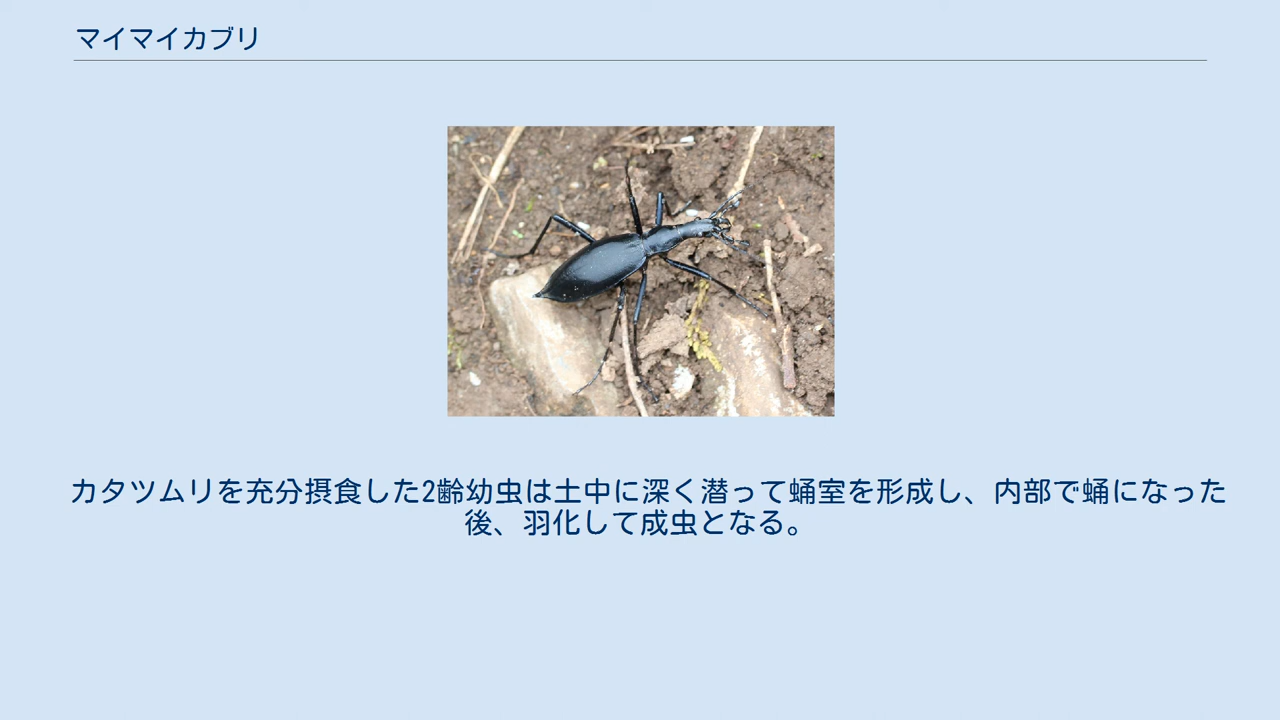 マイマイカブリ
カタツムリを充分摂食した2齢幼虫は土中に深く潜って蛹室を形成し、内部で蛹になった
後、羽化して成虫となる。